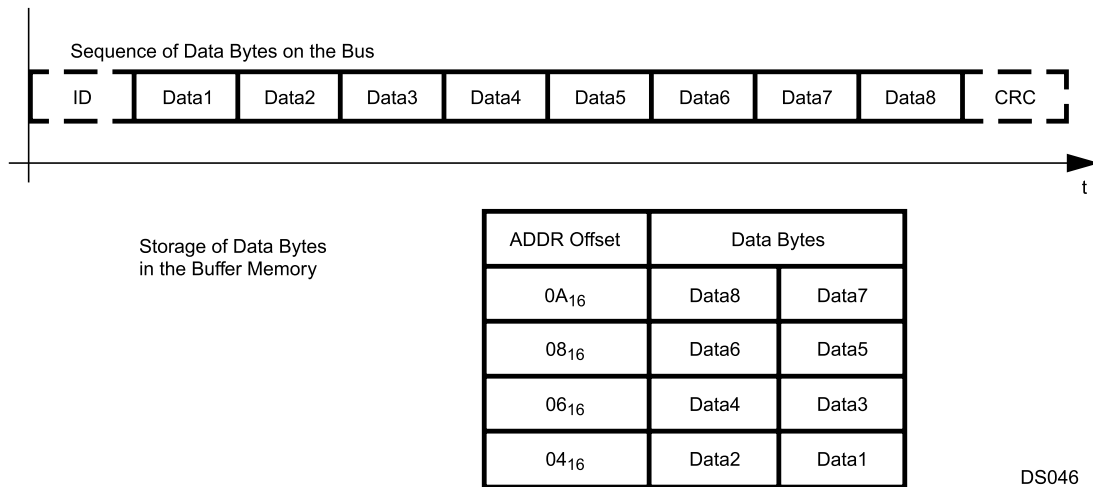 Sequence of Data Bytes on the Bus
ID Data1 Data2 Data3 Data4 Data5 Data6 Data7 Data8 CRC
t
Storage of Data Bytes
in the Buffer Memory
ADDR Offset Data Bytes
0A16 Data8 Data7
0816 Data6 Data5
0616 Data4 Data3
0416 Data2 Data1
DS046